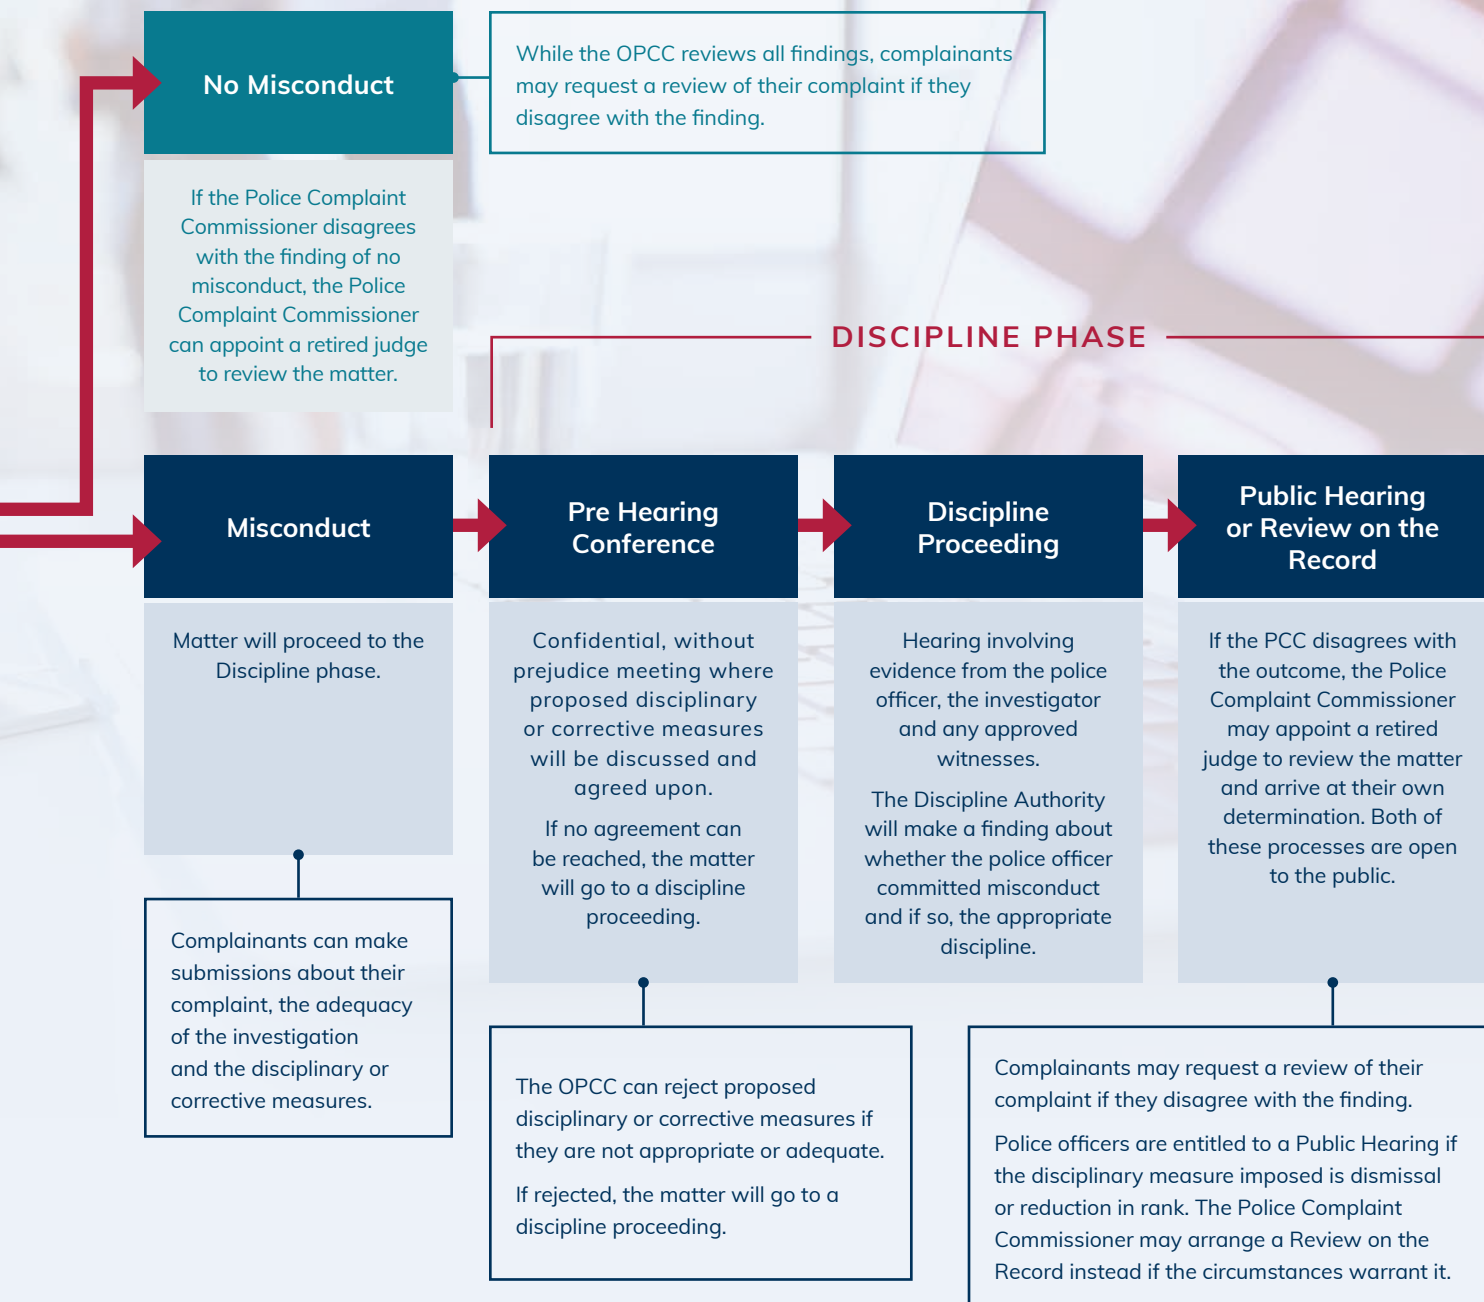 No Misconduct
While the OPCC reviews all findings, complainants
may request a review of their complaint if they
disagree with the finding.
If the Police Complaint
Commissioner disagrees
with the finding of no
misconduct, the Police
Complaint Commissioner
can appoint a retired judge
to review the matter.
DISCIPLINE PHASE
Misconduct
Matter will proceed to the
Discipline phase.
Complainants can make
submissions about their
complaint, the adequacy
of the investigation
and the disciplinary or
corrective measures.
Pre Hearing
Conference
Confidential, without
prejudice meeting where
proposed disciplinary
or corrective measures
will be discussed and
agreed upon.
If no agreement can
be reached, the matter
will go to a discipline
proceeding.
The OPCC can reject proposed
disciplinary or corrective measures if
they are not appropriate or adequate.
If rejected, the matter will go to a
discipline proceeding.
Discipline
Proceeding
Hearing involving
evidence from the police
officer, the investigator
and any approved
witnesses.
The Discipline Authority
will make a finding about
whether the police officer
committed misconduct
and if so, the appropriate
discipline.
Public Hearing
or Review on the
Record
If the PCC disagrees with
the outcome, the Police
Complaint Commissioner
may appoint a retired
judge to review the matter
and arrive at their own
determination. Both of
these processes are open
to the public.
Complainants may request a review of their
complaint if they disagree with the finding.
Police officers are entitled to a Public Hearing if
the disciplinary measure imposed is dismissal
or reduction in rank. The Police Complaint
Commissioner may arrange a Review on the
Record instead if the circumstances warrant it.